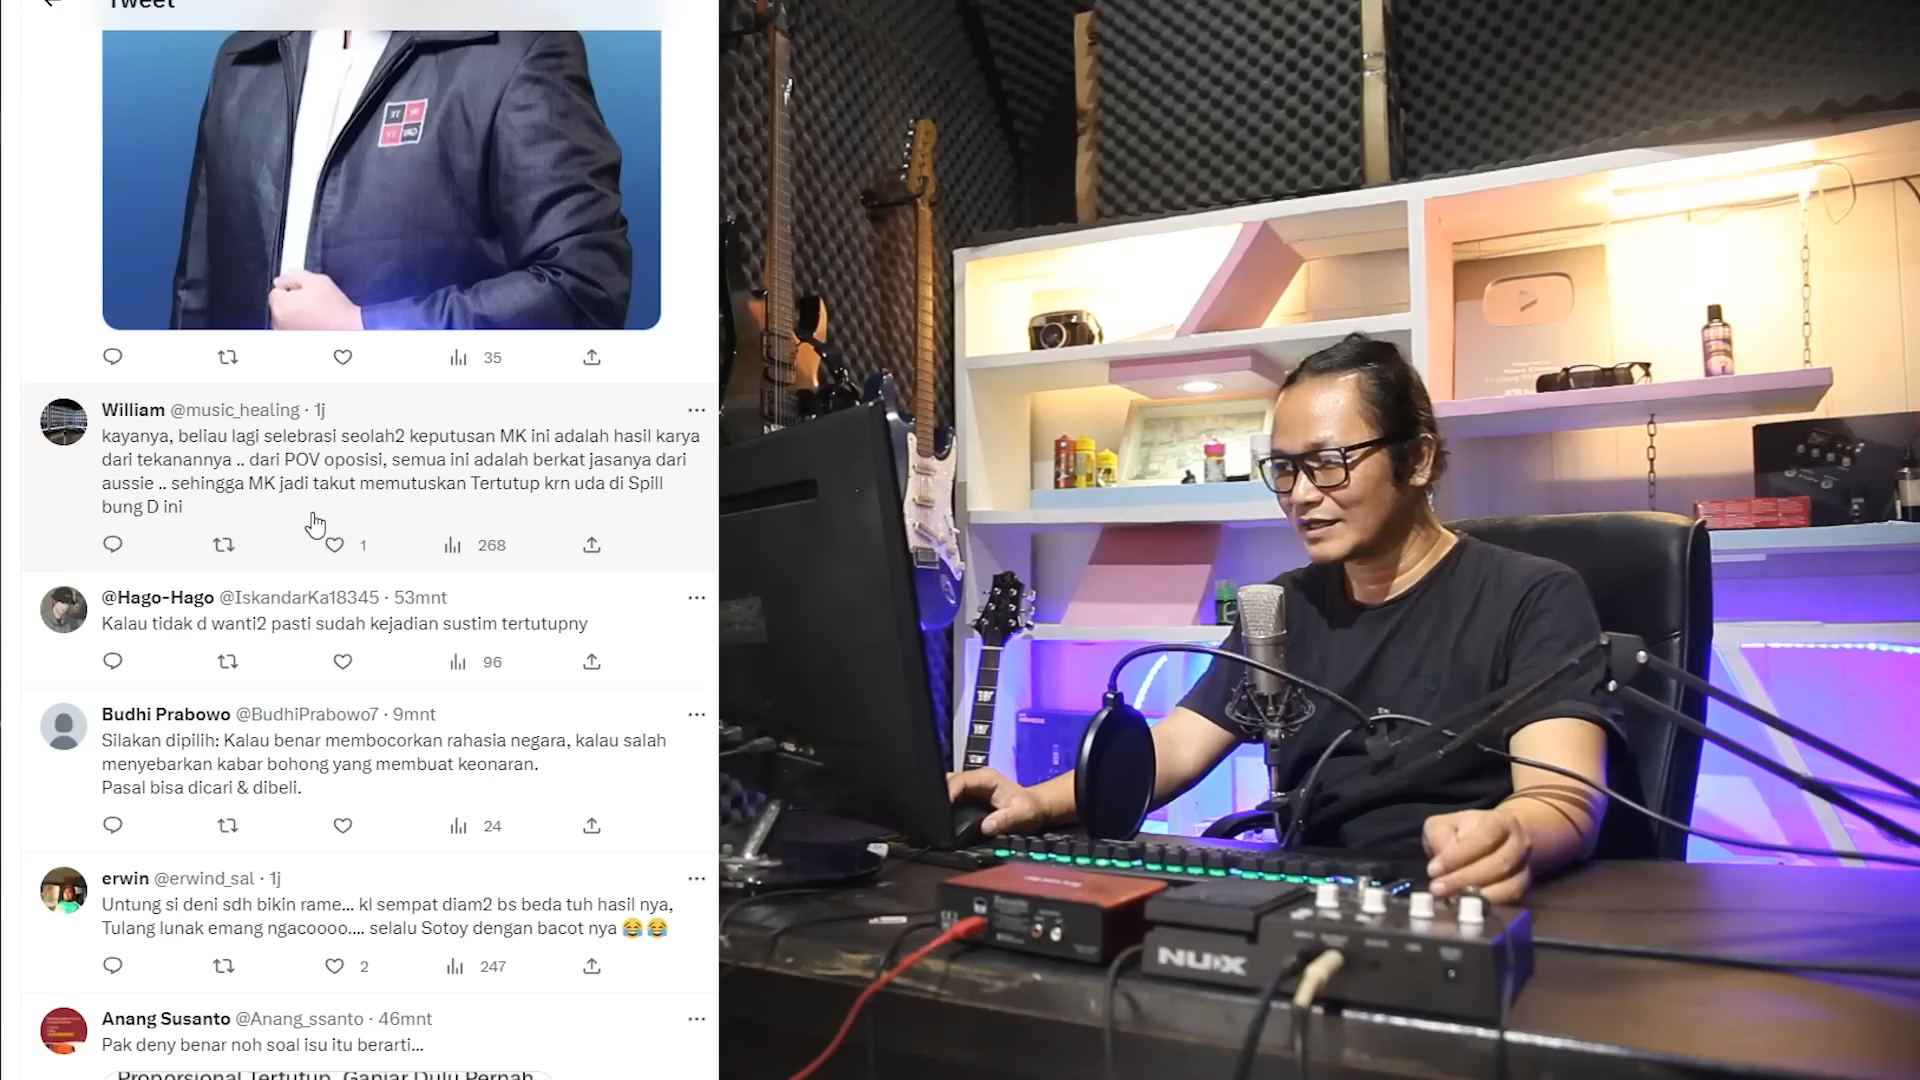 Tweet
35
William @music_healing · 1j
kayanya, beliau lagi selebrasi seolah2 keputusan MK ini adalah hasil karya
dari tekanannya .. dari POV oposisi, semua ini adalah berkat jasanya dari
aussie .. sehingga MK jadi takut memutuskan Tertutup krn uda di Spill
bung D ini
1
268
@Hago-Hago @IskandarKa18345 · 53mnt
Kalau tidak d wanti2 pasti sudah kejadian sustim tertutupny
96
Budhi Prabowo @BudhiPrabowo7 · 9mnt
Silakan dipilih: Kalau benar membocorkan rahasia negara, kalau salah
menyebarkan kabar bohong yang membuat keonaran.
Pasal bisa dicari & dibeli.
24
erwin @erwind_sal · 1j
Untung si deni sdh bikin rame... kl sempat diam2 bs beda tuh hasil nya,
Tulang lunak emang ngacoooo.... selalu Sotoy dengan bacot nya 😂😂
2
247
Anang Susanto @Anang_ssanto · 46mnt
Pak deny benar noh soal isu itu berarti...
Proporsional Tertutup, Ganjar Dulu Pernah
NUX